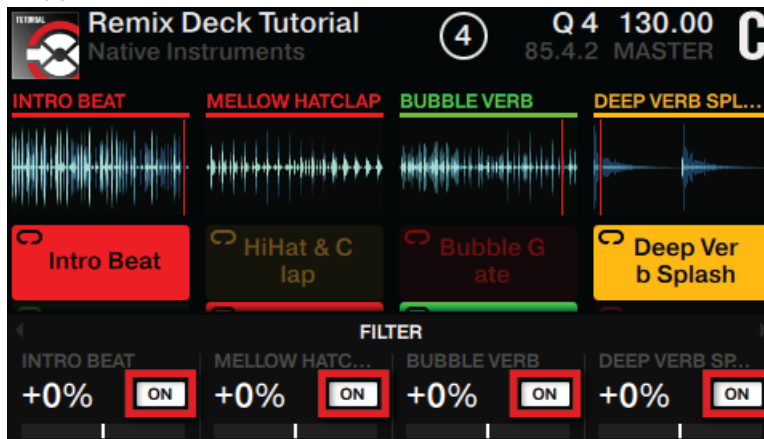 Remix Deck Tutorial
Native Instruments
4
Q 4 130.00
85.4.2 MASTER
C
INTRO BEAT MELLOW HATCLAP BUBBLE VERB DEEP VERB SPL...
Intro Beat
HiHat & C
lap
Bubble G
ate
Deep Ver
b Splash
FILTER
INTRO BEAT MELLOW HATC... BUBBLE VERB DEEP VERB SP...
+0% ON +0% ON +0% ON +0% ON